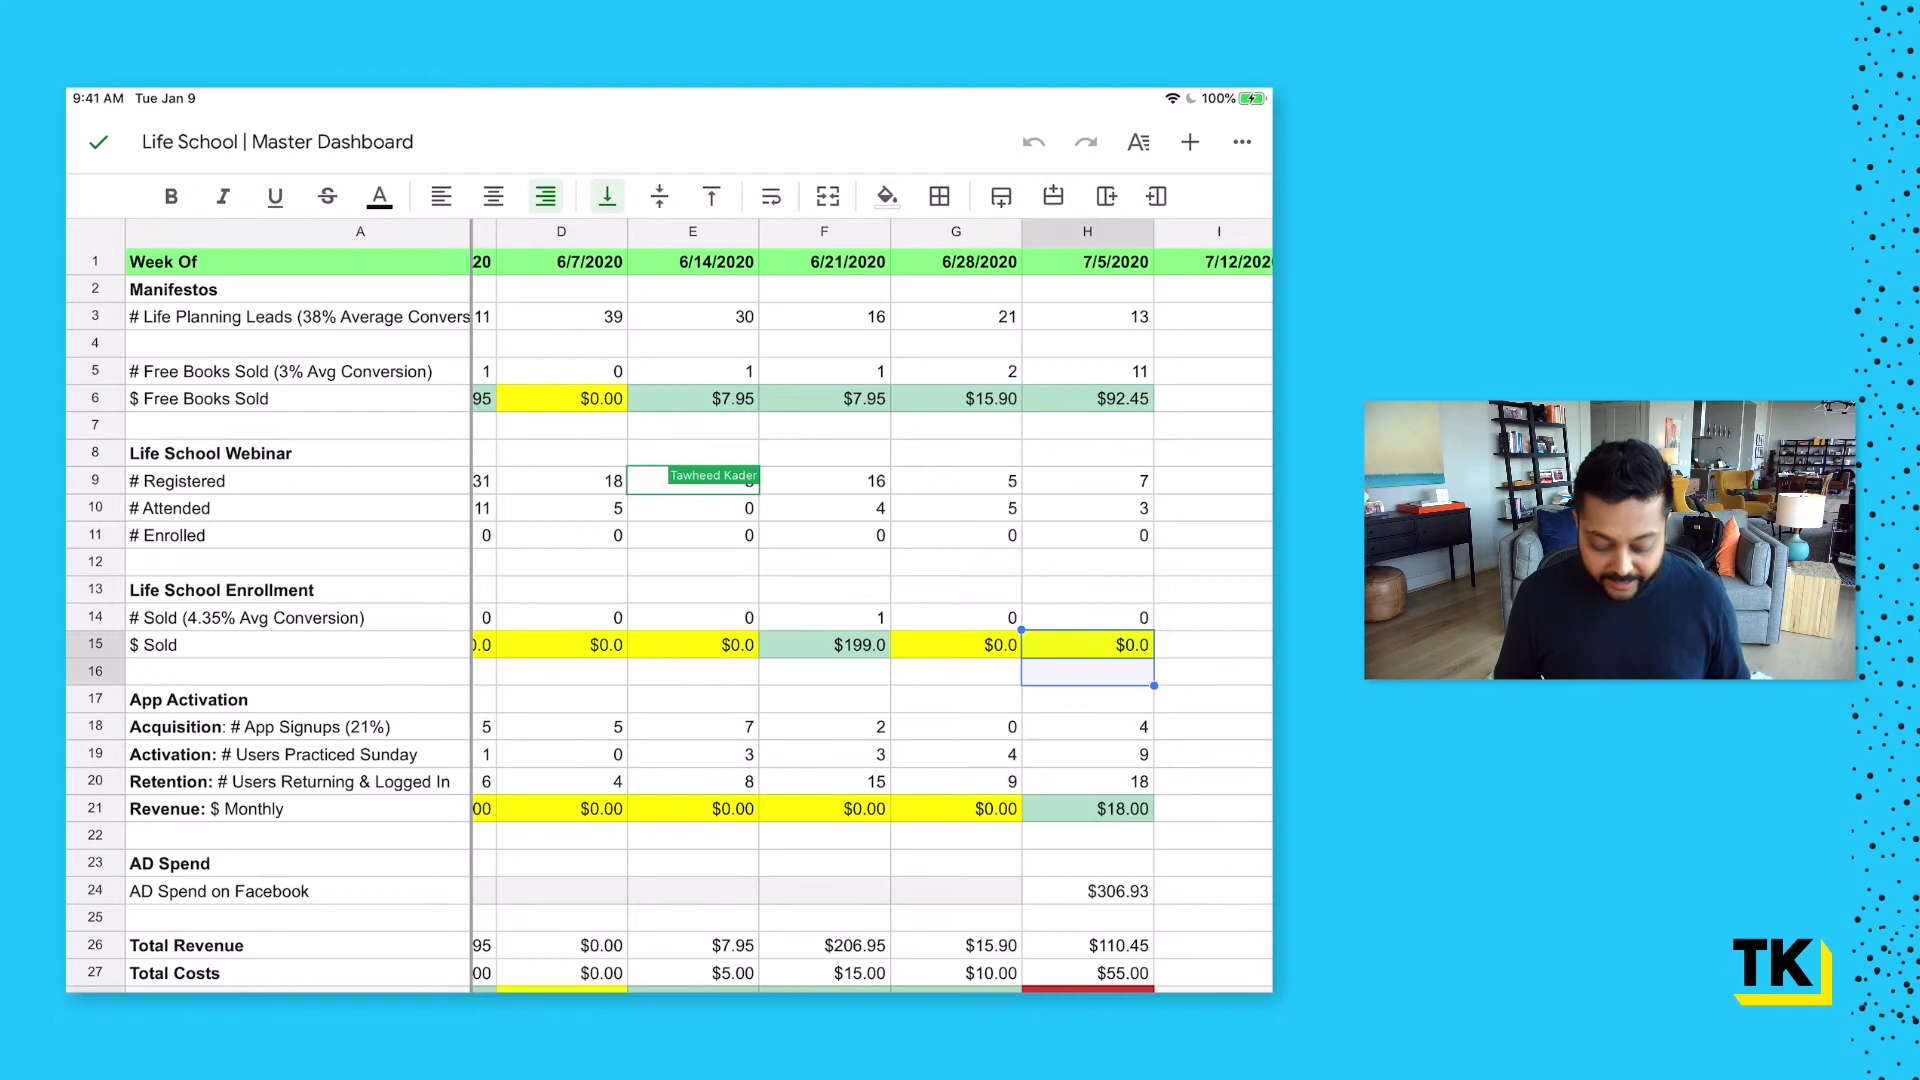 9:41 AM Tue Jan 9 100%
Life School | Master Dashboard
B I U S A
A D E F G H I
1 Week Of 20 6/7/2020 6/14/2020 6/21/2020 6/28/2020 7/5/2020 7/12/202
2 Manifestos
3 # Life Planning Leads (38% Average Convers 11 39 30 16 21 13
4
5 # Free Books Sold (3% Avg Conversion) 1 0 1 1 2 11
6 $ Free Books Sold 95 $0.00 $7.95 $7.95 $15.90 $92.45
7
8 Life School Webinar
9 # Registered 31 18 Tawheed Kader 16 5 7
10 # Attended 11 5 0 4 5 3
11 # Enrolled 0 0 0 0 0 0
12
13 Life School Enrollment
14 # Sold (4.35% Avg Conversion) 0 0 0 1 0 0
15 $ Sold 0.0 $0.0 $0.0 $199.0 $0.0 $0.0
16
17 App Activation
18 Acquisition: # App Signups (21%) 5 5 7 2 0 4
19 Activation: # Users Practiced Sunday 1 0 3 3 4 9
20 Retention: # Users Returning & Logged In 6 4 8 15 9 18
21 Revenue: $ Monthly 00 $0.00 $0.00 $0.00 $0.00 $18.00
22
23 AD Spend
24 AD Spend on Facebook $306.93
25
26 Total Revenue 95 $0.00 $7.95 $206.95 $15.90 $110.45
27 Total Costs 00 $0.00 $5.00 $15.00 $10.00 $55.00
TK